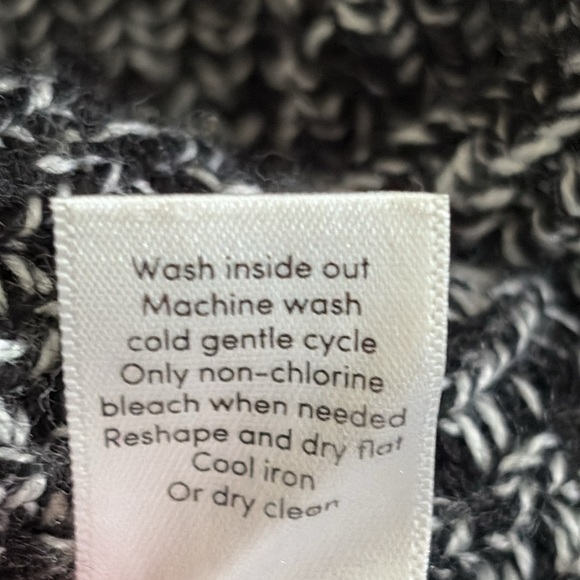 Wash inside out
Machine wash
cold gentle cycle
Only non-chlorine
bleach when needed
Reshape and dry flat
Cool iron
Or dry clean